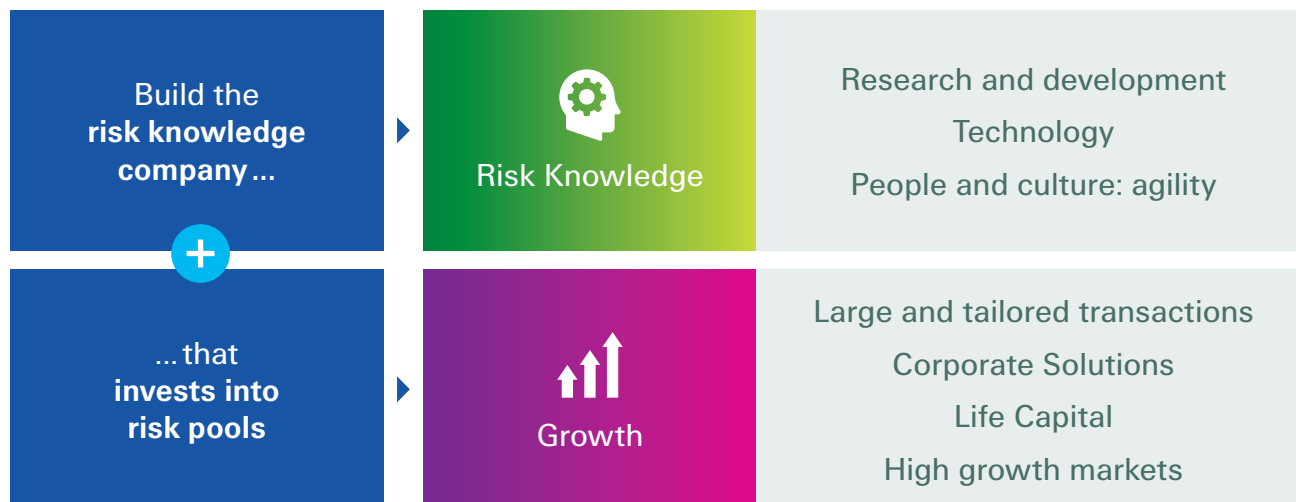 Build the
risk knowledge
company ...
Risk Knowledge
Research and development
Technology
People and culture: agility
+
... that
invests into
risk pools
Growth
Large and tailored transactions
Corporate Solutions
Life Capital
High growth markets